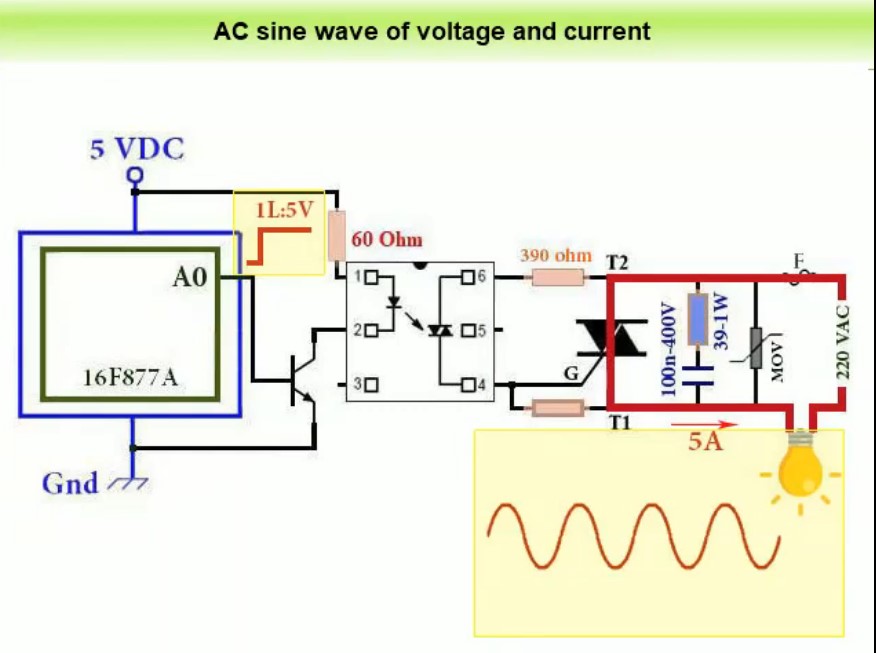 AC sine wave of voltage and current
5 VDC
1L:5V
60 Ohm
390 ohm
T2
F
A0
1
6
100n-400V
39-1W
MOV
220 VAC
2
5
16F877A
3
4
G
T1
5A
Gnd